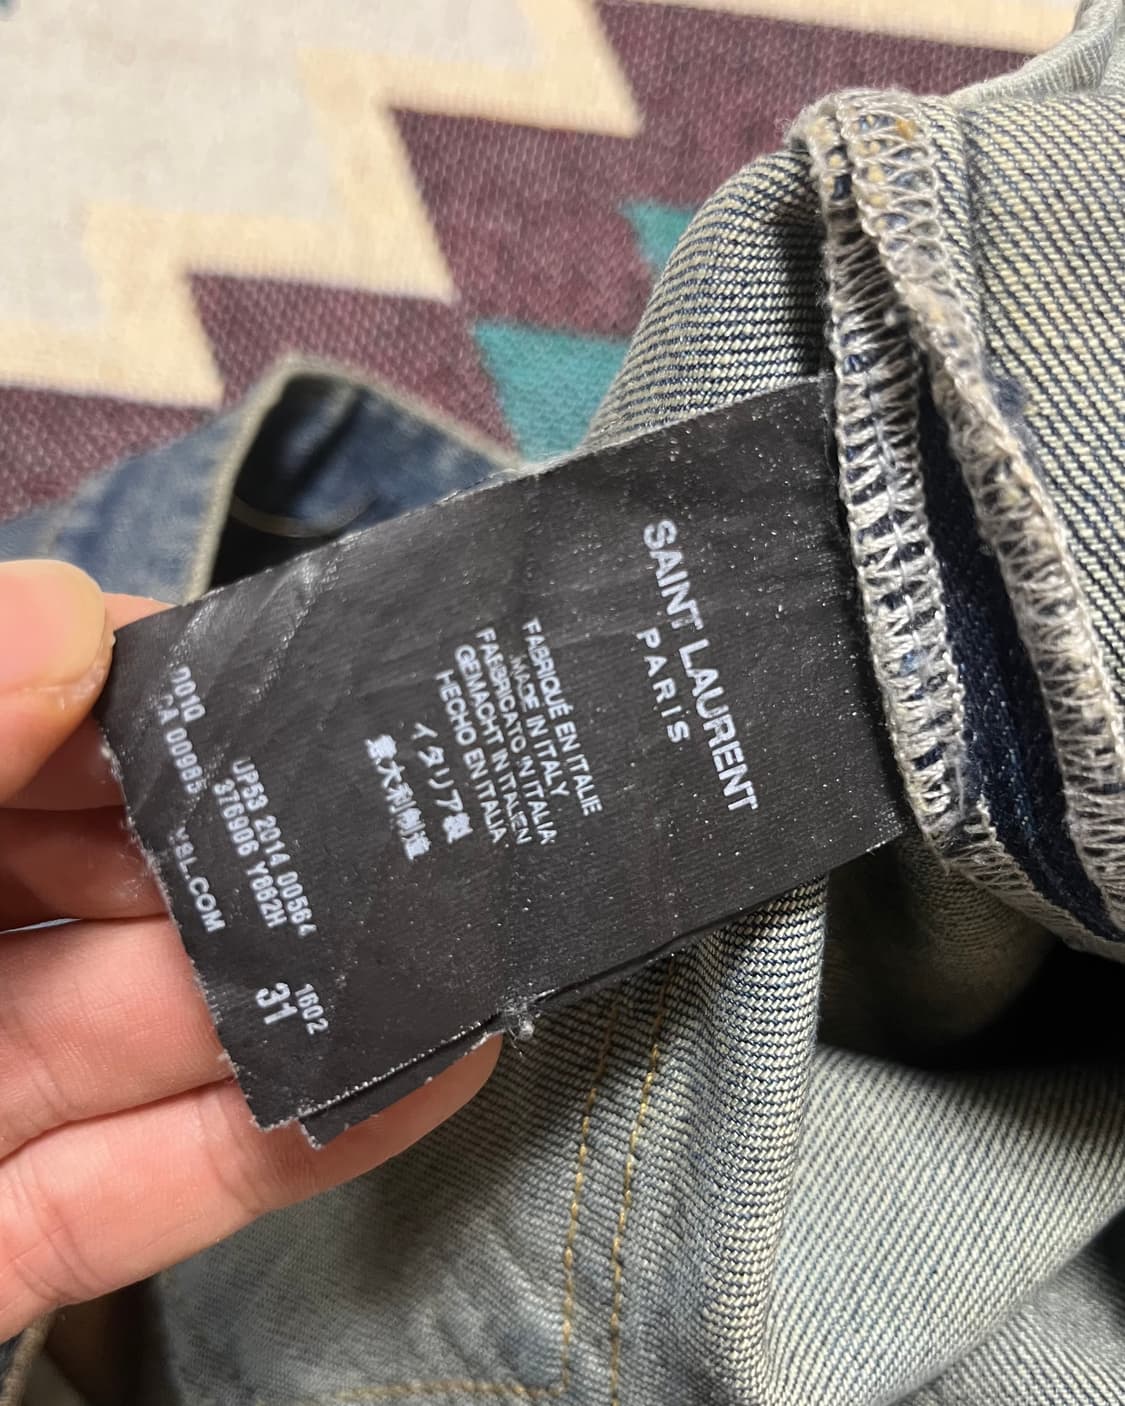 SAINT LAURENT
PARIS
FABRIQUÉ EN ITALIE
MADE IN ITALY
FABRICATO IN ITALIA
GEMACHT IN ITALIEN
HECHO EN ITALIA
イタリア製
意大利制造
UP53 2014 00564 1602
376906 Y862H 31
0010
CA 00985 YSL.COM